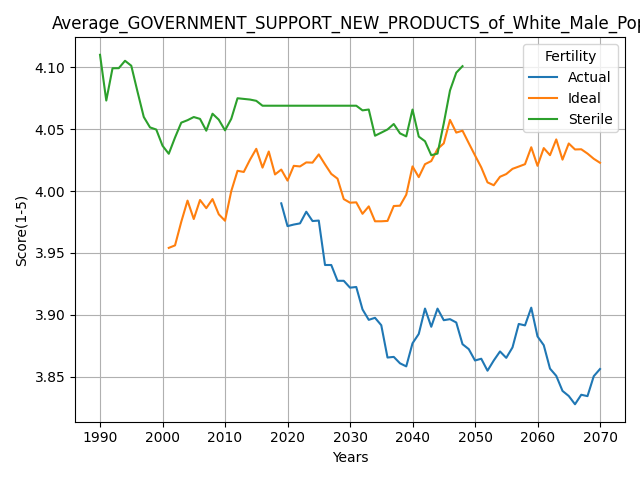 Average_GOVERNMENT_SUPPORT_NEW_PRODUCTS_of_White_Male_Pop
Fertility
Actual
Ideal
Sterile
4.10
4.05
4.00
3.95
3.90
3.85
Score(1-5)
1990 2000 2010 2020 2030 2040 2050 2060 2070
Years